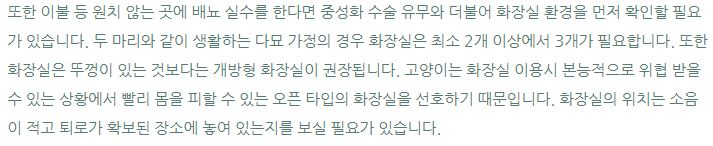 또한 이불 등 원치 않는 곳에 배뇨 실수를 한다면 중성화 수술 유무와 더불어 화장실 환경을 먼저 확인할 필요
가 있습니다. 두 마리와 같이 생활하는 다묘 가정의 경우 화장실은 최소 2개 이상에서 3개가 필요합니다. 또한
화장실은 뚜껑이 있는 것보다는 개방형 화장실이 권장됩니다. 고양이는 화장실 이용시 본능적으로 위협 받을
수 있는 상황에서 빨리 몸을 피할 수 있는 오픈 타입의 화장실을 선호하기 때문입니다. 화장실의 위치는 소음
이 적고 퇴로가 확보된 장소에 놓여 있는지를 보실 필요가 있습니다.